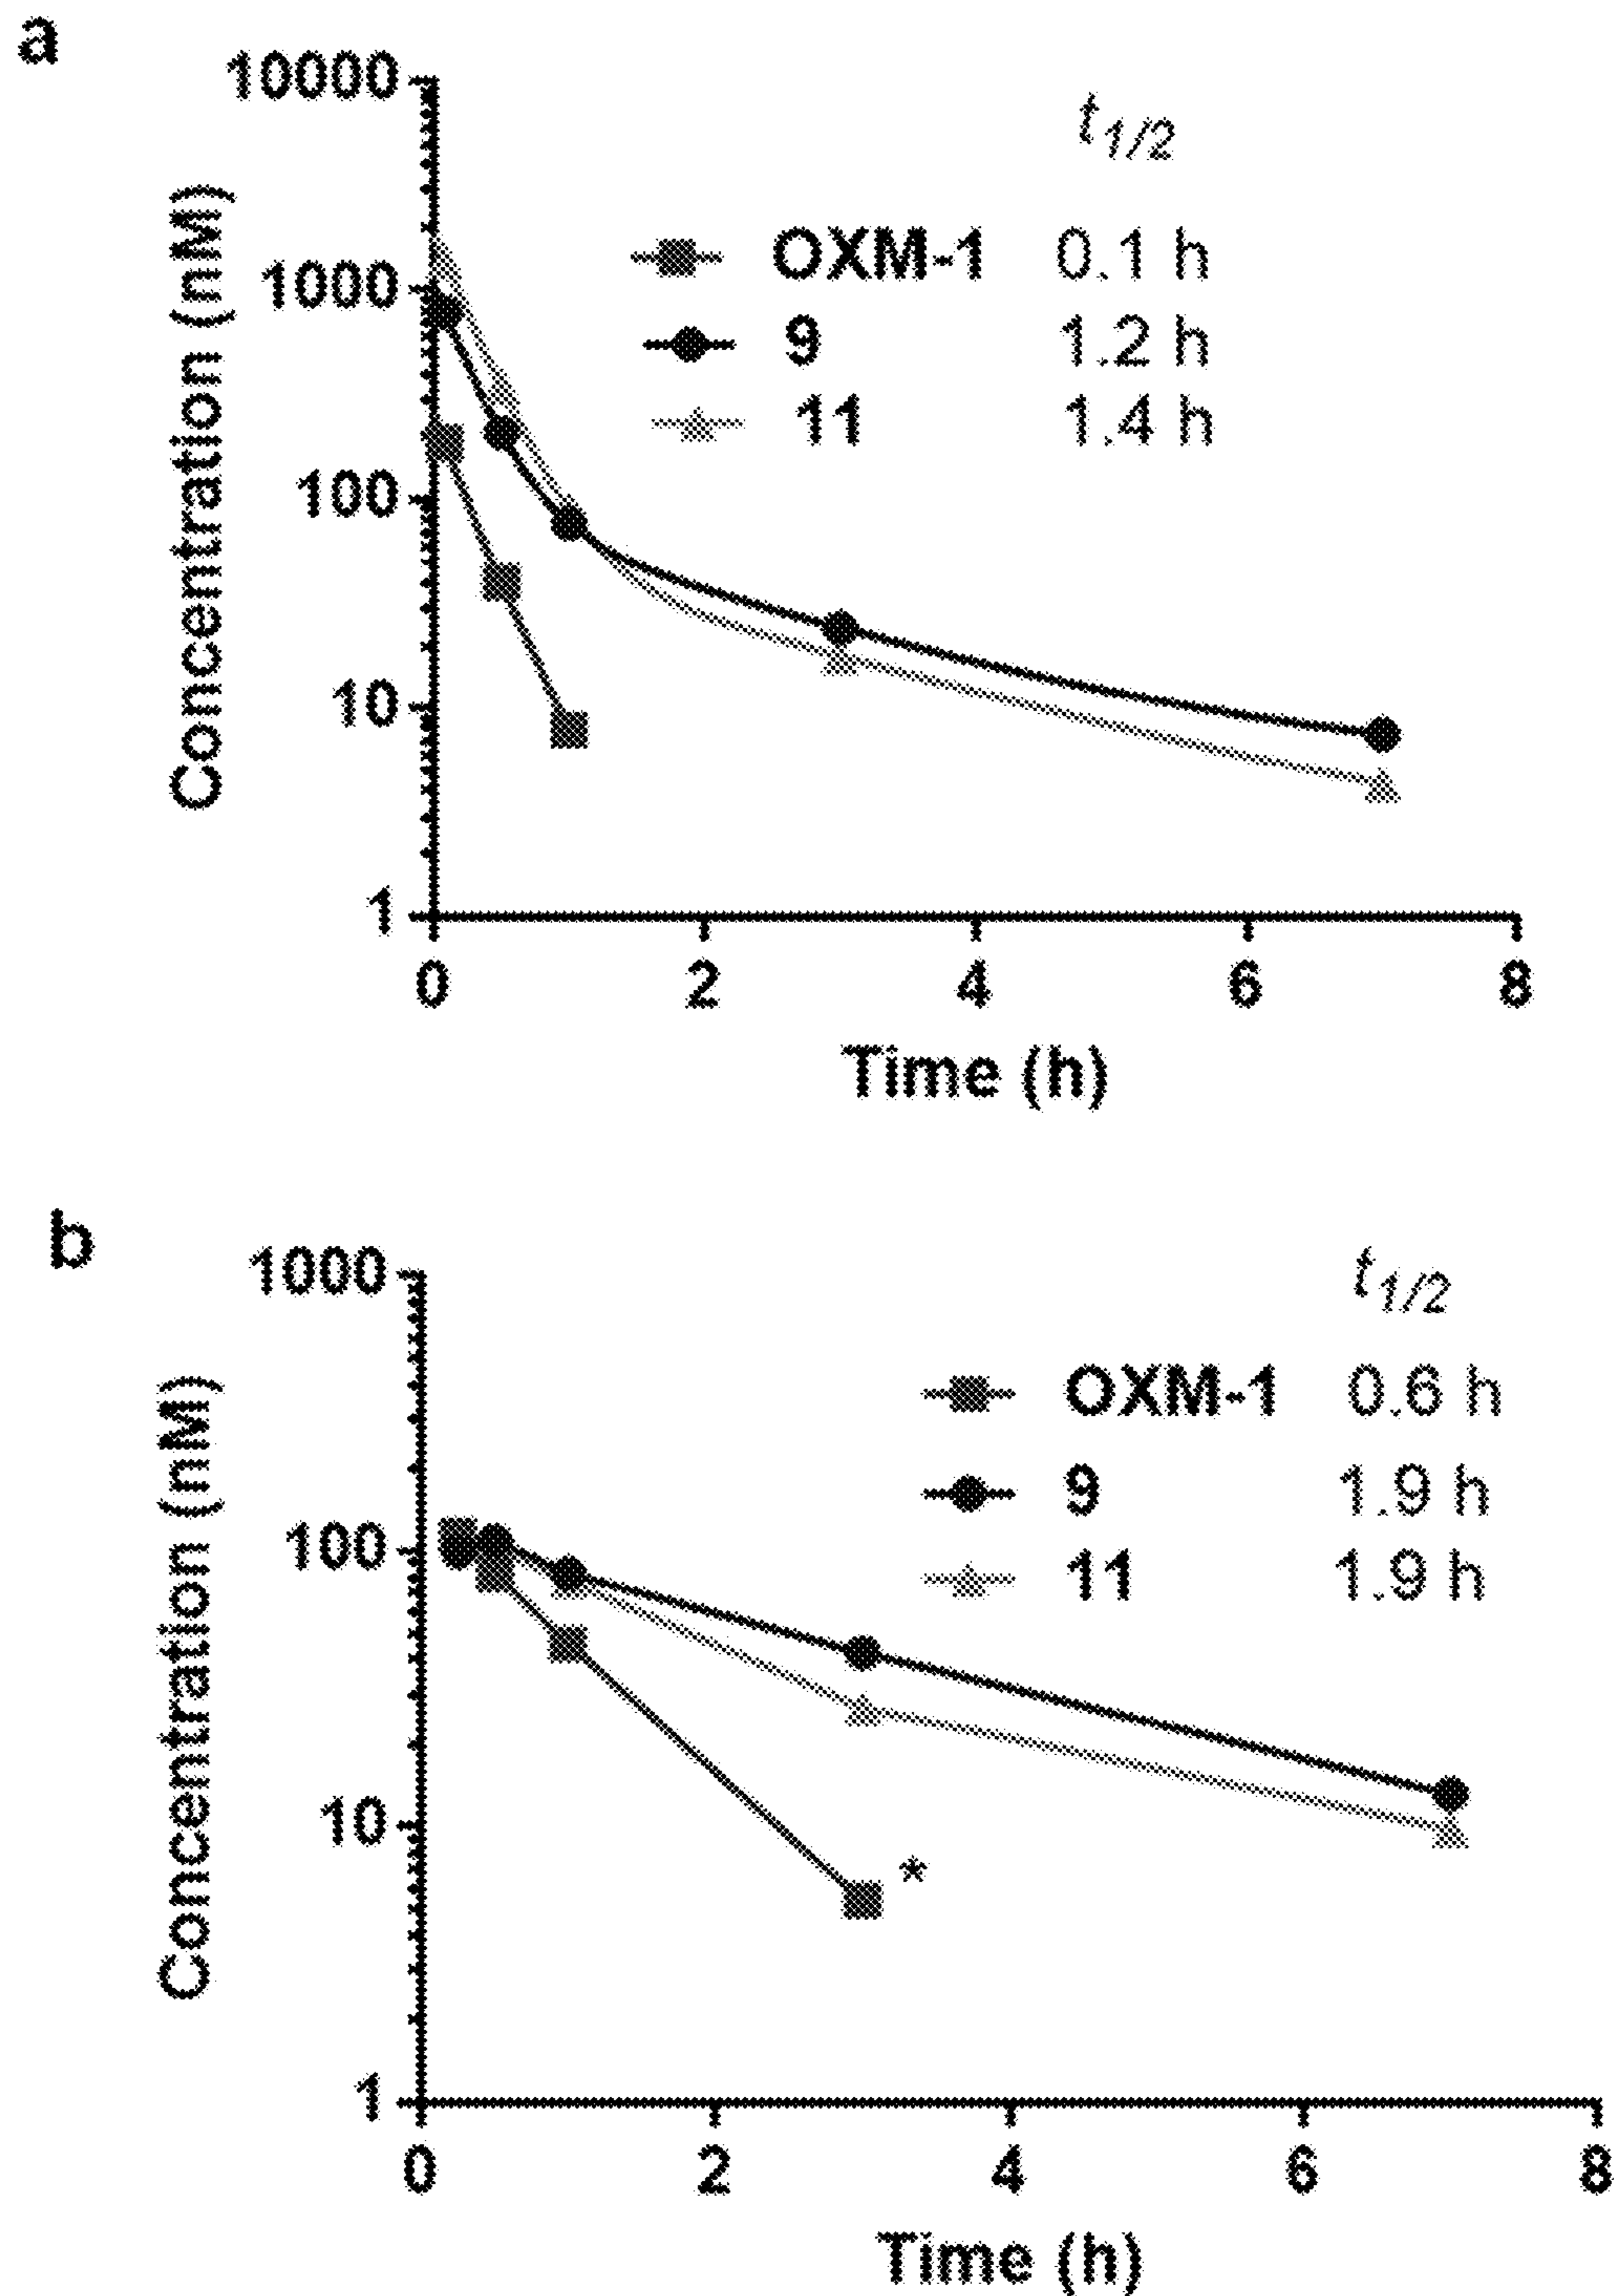 a
10000
1000
100
10
1
Concentration (nM)
t1/2
OXM-1 0.1 h
9 1.2 h
11 1.4 h
0 2 4 6 8
Time (h)
b
1000
100
10
1
Concentration (nM)
t1/2
OXM-1 0.6 h
9 1.9 h
11 1.9 h
*
0 2 4 6 8
Time (h)